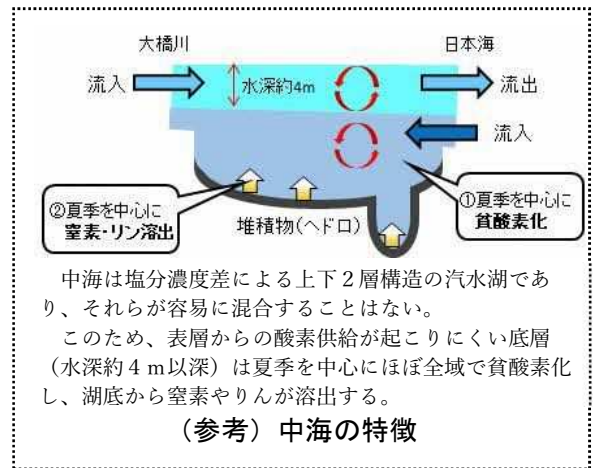 大橋川
日本海
流入
水深約4m
流出
流入
②夏季を中心に
窒素・リン溶出
堆積物(ヘドロ)
①夏季を中心に
貧酸素化
中海は塩分濃度差による上下２層構造の汽水湖であ
り、それらが容易に混合することはない。
このため、表層からの酸素供給が起こりにくい底層
（水深約４ｍ以深）は夏季を中心にほぼ全域で貧酸素化
し、湖底から窒素やりんが溶出する。
（参考）中海の特徴